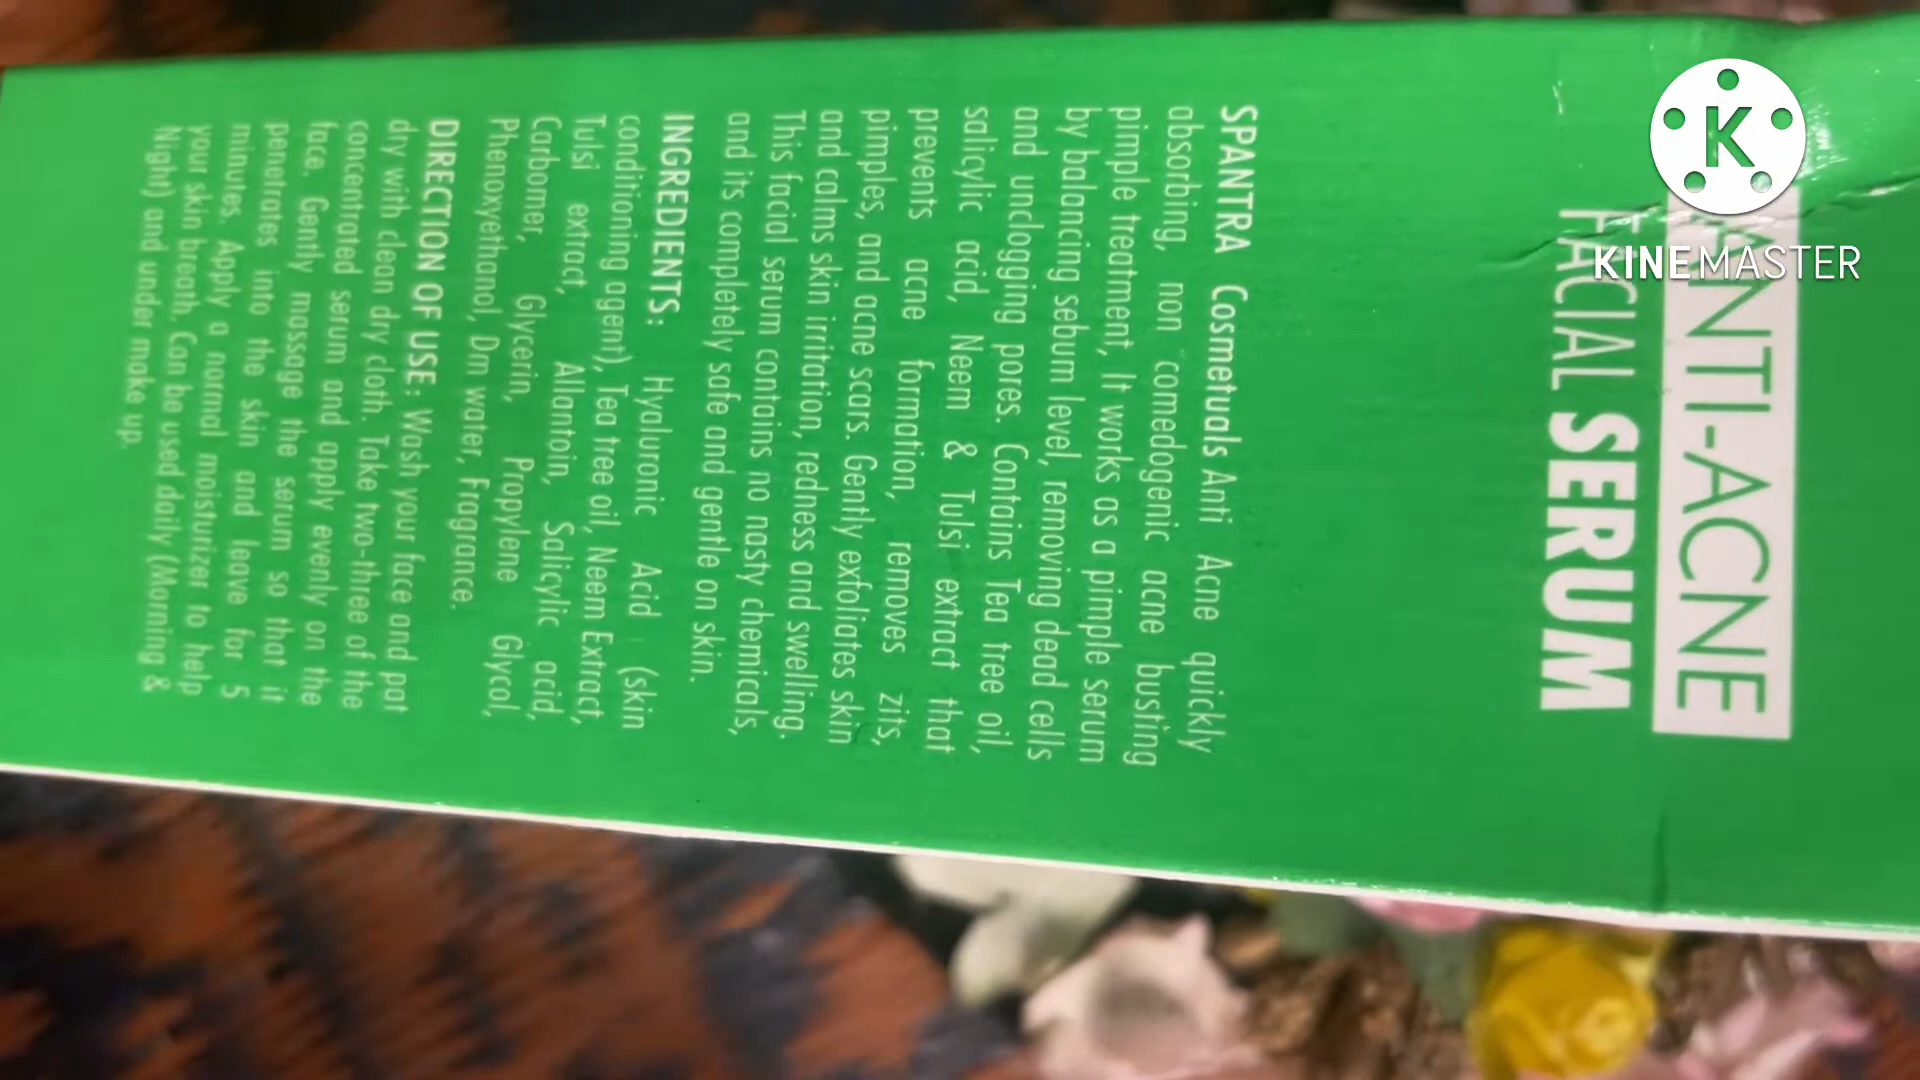 ANTI-ACNE
FACIAL SERUM
SPANTRA Cosmetuals Anti Acne quickly
absorbing, non comedogenic acne busting
pimple treatment, It works as a pimple serum
by balancing sebum level, removing dead cells
and unclogging pores. Contains Tea tree oil,
salicylic acid, Neem & Tulsi extract that
prevents acne formation, removes zits,
pimples, and acne scars. Gently exfoliates skin
and calms skin irritation, redness and swelling.
This facial serum contains no nasty chemicals,
and its completely safe and gentle on skin.
INGREDIENTS: Hyaluronic Acid (skin
conditioning agent), Tea tree oil, Neem Extract,
Tulsi extract, Allantoin, Salicylic acid,
Carbomer, Glycerin, Propylene Glycol,
Phenoxyethanol, Dm water, Fragrance.
DIRECTION OF USE: Wash your face and pat
dry with clean dry cloth. Take two-three of the
concentrated serum and apply evenly on the
face. Gently massage the serum so that it
penetrates into the skin and leave for 5
minutes. Apply a normal moisturizer to help
your skin breath. Can be used daily (Morning &
Night) and under make up.
K
KINEMASTER